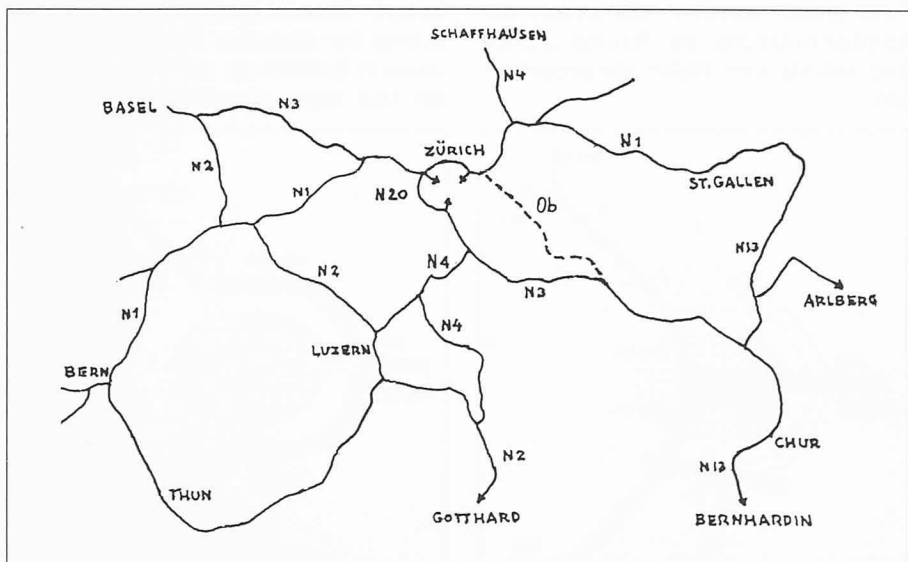 SCHAFFHAUSEN
N4
BASEL
N3
ZÜRICH
N1
N2
N1
N20
ST. GALLEN
Ob
N13
N4
N2
N3
ARLBERG
N1
N4
LUZERN
BERN
CHUR
N2
N13
THUN
GOTTHARD
BERNHARDIN